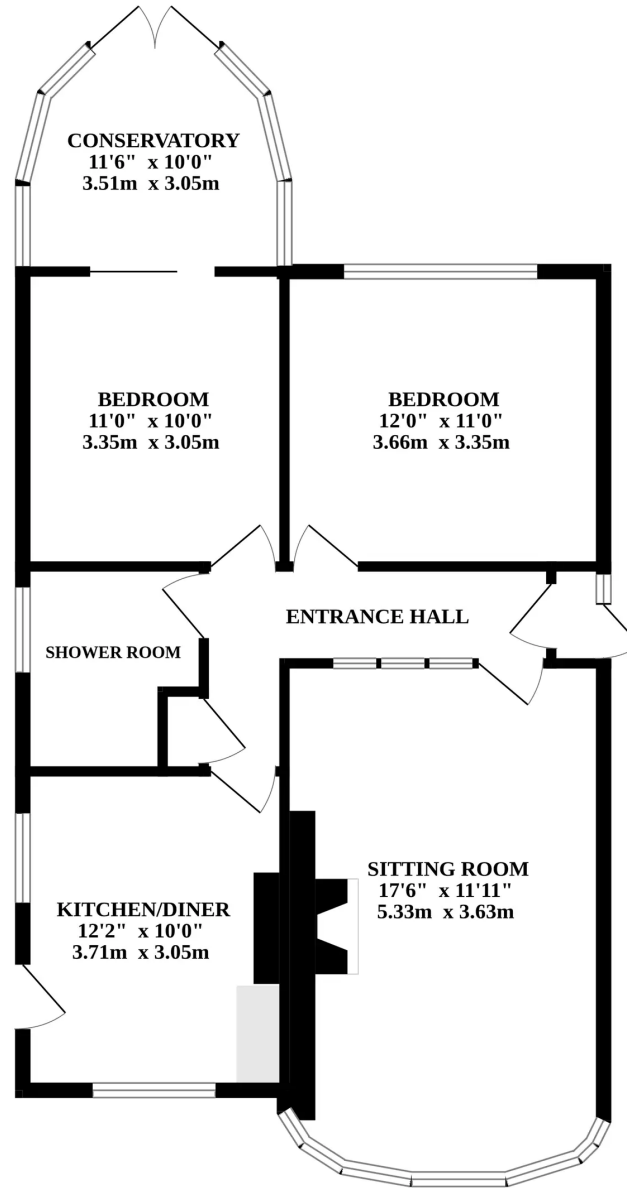 CONSERVATORY
11'6" x 10'0"
3.51m x 3.05m
BEDROOM
11'0" x 10'0"
3.35m x 3.05m
BEDROOM
12'0" x 11'0"
3.66m x 3.35m
ENTRANCE HALL
SHOWER ROOM
SITTING ROOM
17'6" x 11'11"
5.33m x 3.63m
KITCHEN/DINER
12'2" x 10'0"
3.71m x 3.05m